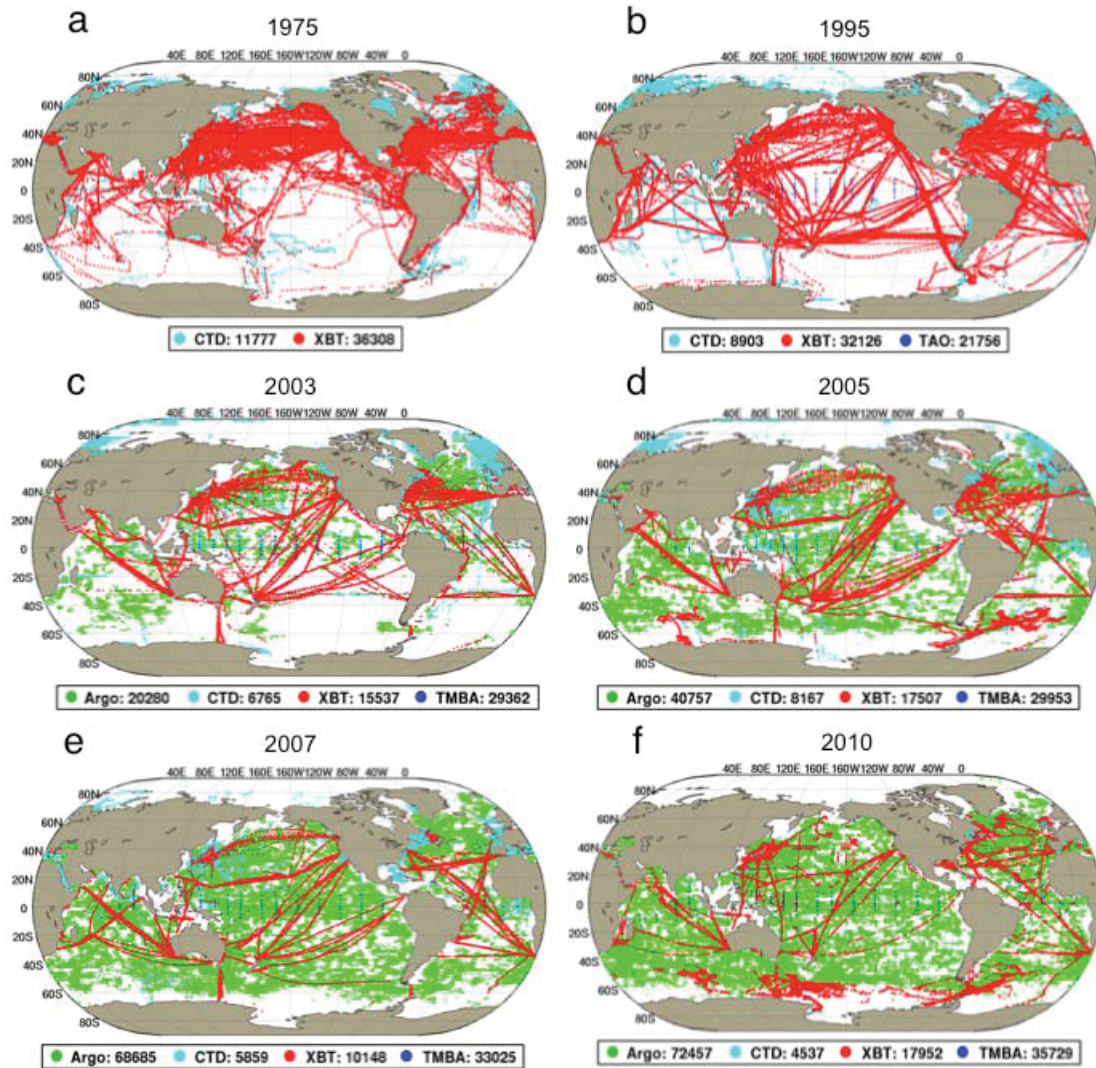 a
1975
40E 80E 120E 160E 160W 120W 80W 40W 0
80N
60N
40N
20N
0
20S
40S
60S
80S
CTD: 11777 XBT: 36308
b
1995
40E 80E 120E 160E 160W 120W 80W 40W 0
80N
60N
40N
20N
0
20S
40S
60S
80S
CTD: 8903 XBT: 32126 TAO: 21756
c
2003
40E 80E 120E 160E 160W 120W 80W 40W 0
80N
60N
40N
20N
0
20S
40S
60S
80S
Argo: 20280 CTD: 6765 XBT: 15537 TMBA: 29362
d
2005
40E 80E 120E 160E 160W 120W 80W 40W 0
80N
60N
40N
20N
0
20S
40S
60S
80S
Argo: 40757 CTD: 8167 XBT: 17507 TMBA: 29953
e
2007
40E 80E 120E 160E 160W 120W 80W 40W 0
80N
60N
40N
20N
0
20S
40S
60S
80S
Argo: 68685 CTD: 5859 XBT: 10148 TMBA: 33025
f
2010
40E 80E 120E 160E 160W 120W 80W 40W 0
80N
60N
40N
20N
0
20S
40S
60S
80S
Argo: 72457 CTD: 4537 XBT: 17952 TMBA: 35729